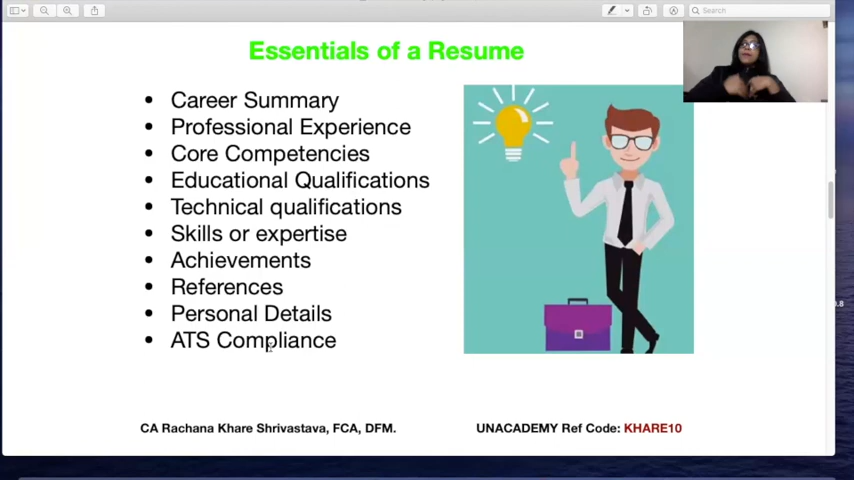 Search
Essentials of a Resume
• Career Summary
• Professional Experience
• Core Competencies
• Educational Qualifications
• Technical qualifications
• Skills or expertise
• Achievements
• References
• Personal Details
• ATS Compliance
CA Rachana Khare Shrivastava, FCA, DFM.
UNACADEMY Ref Code: KHARE10